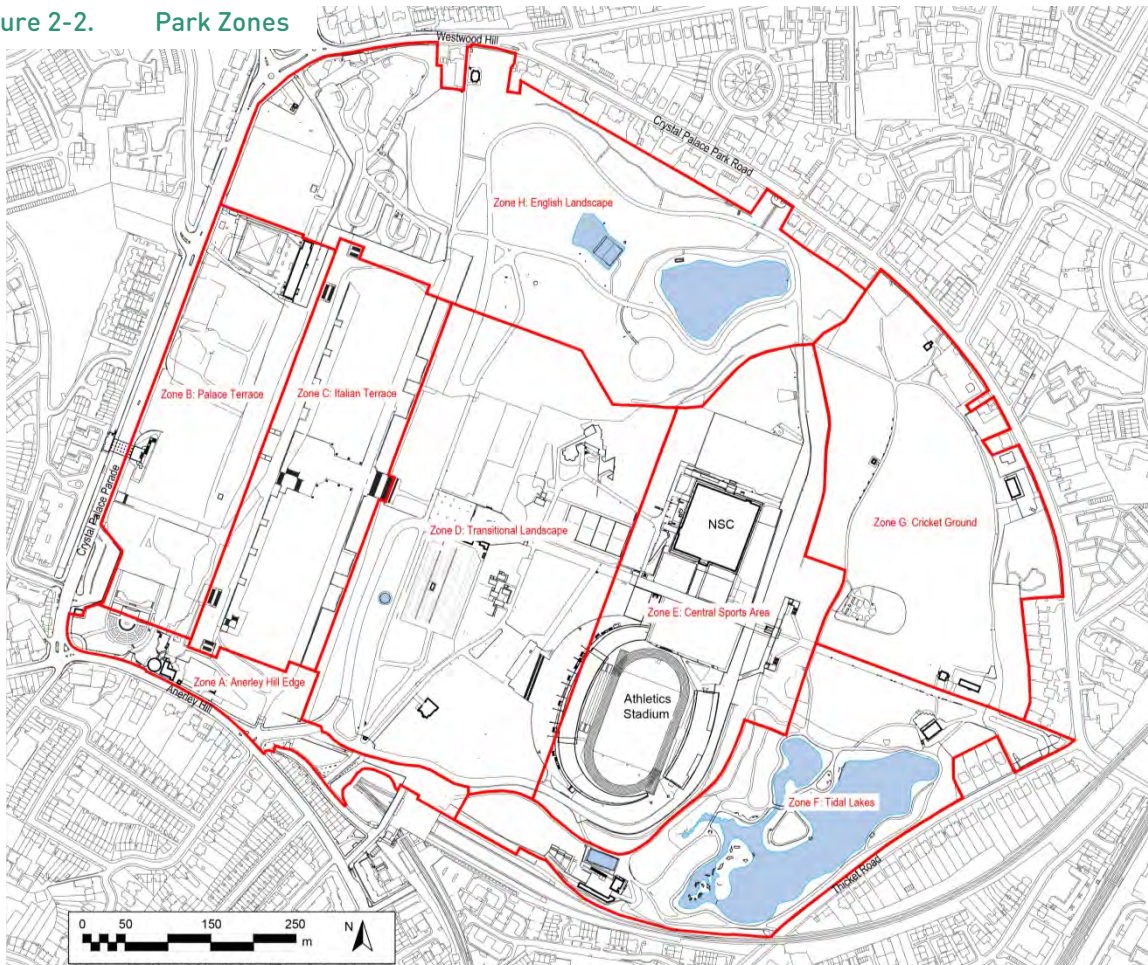 ure 2-2. Park Zones
Westwood Hill
Crystal Palace Park Road
Zone H: English Landscape
Zone B: Palace Terrace
Zone C: Italian Terrace
Crystal Palace Parade
NSC
Zone G: Cricket Ground
Zone D: Transitional Landscape
Zone E: Central Sports Area
Zone A: Anerley Hill Edge
Anerley Hill
Athletics
Stadium
Zone F: Tidal Lakes
Thicket Road
0 50 150 250
m
N